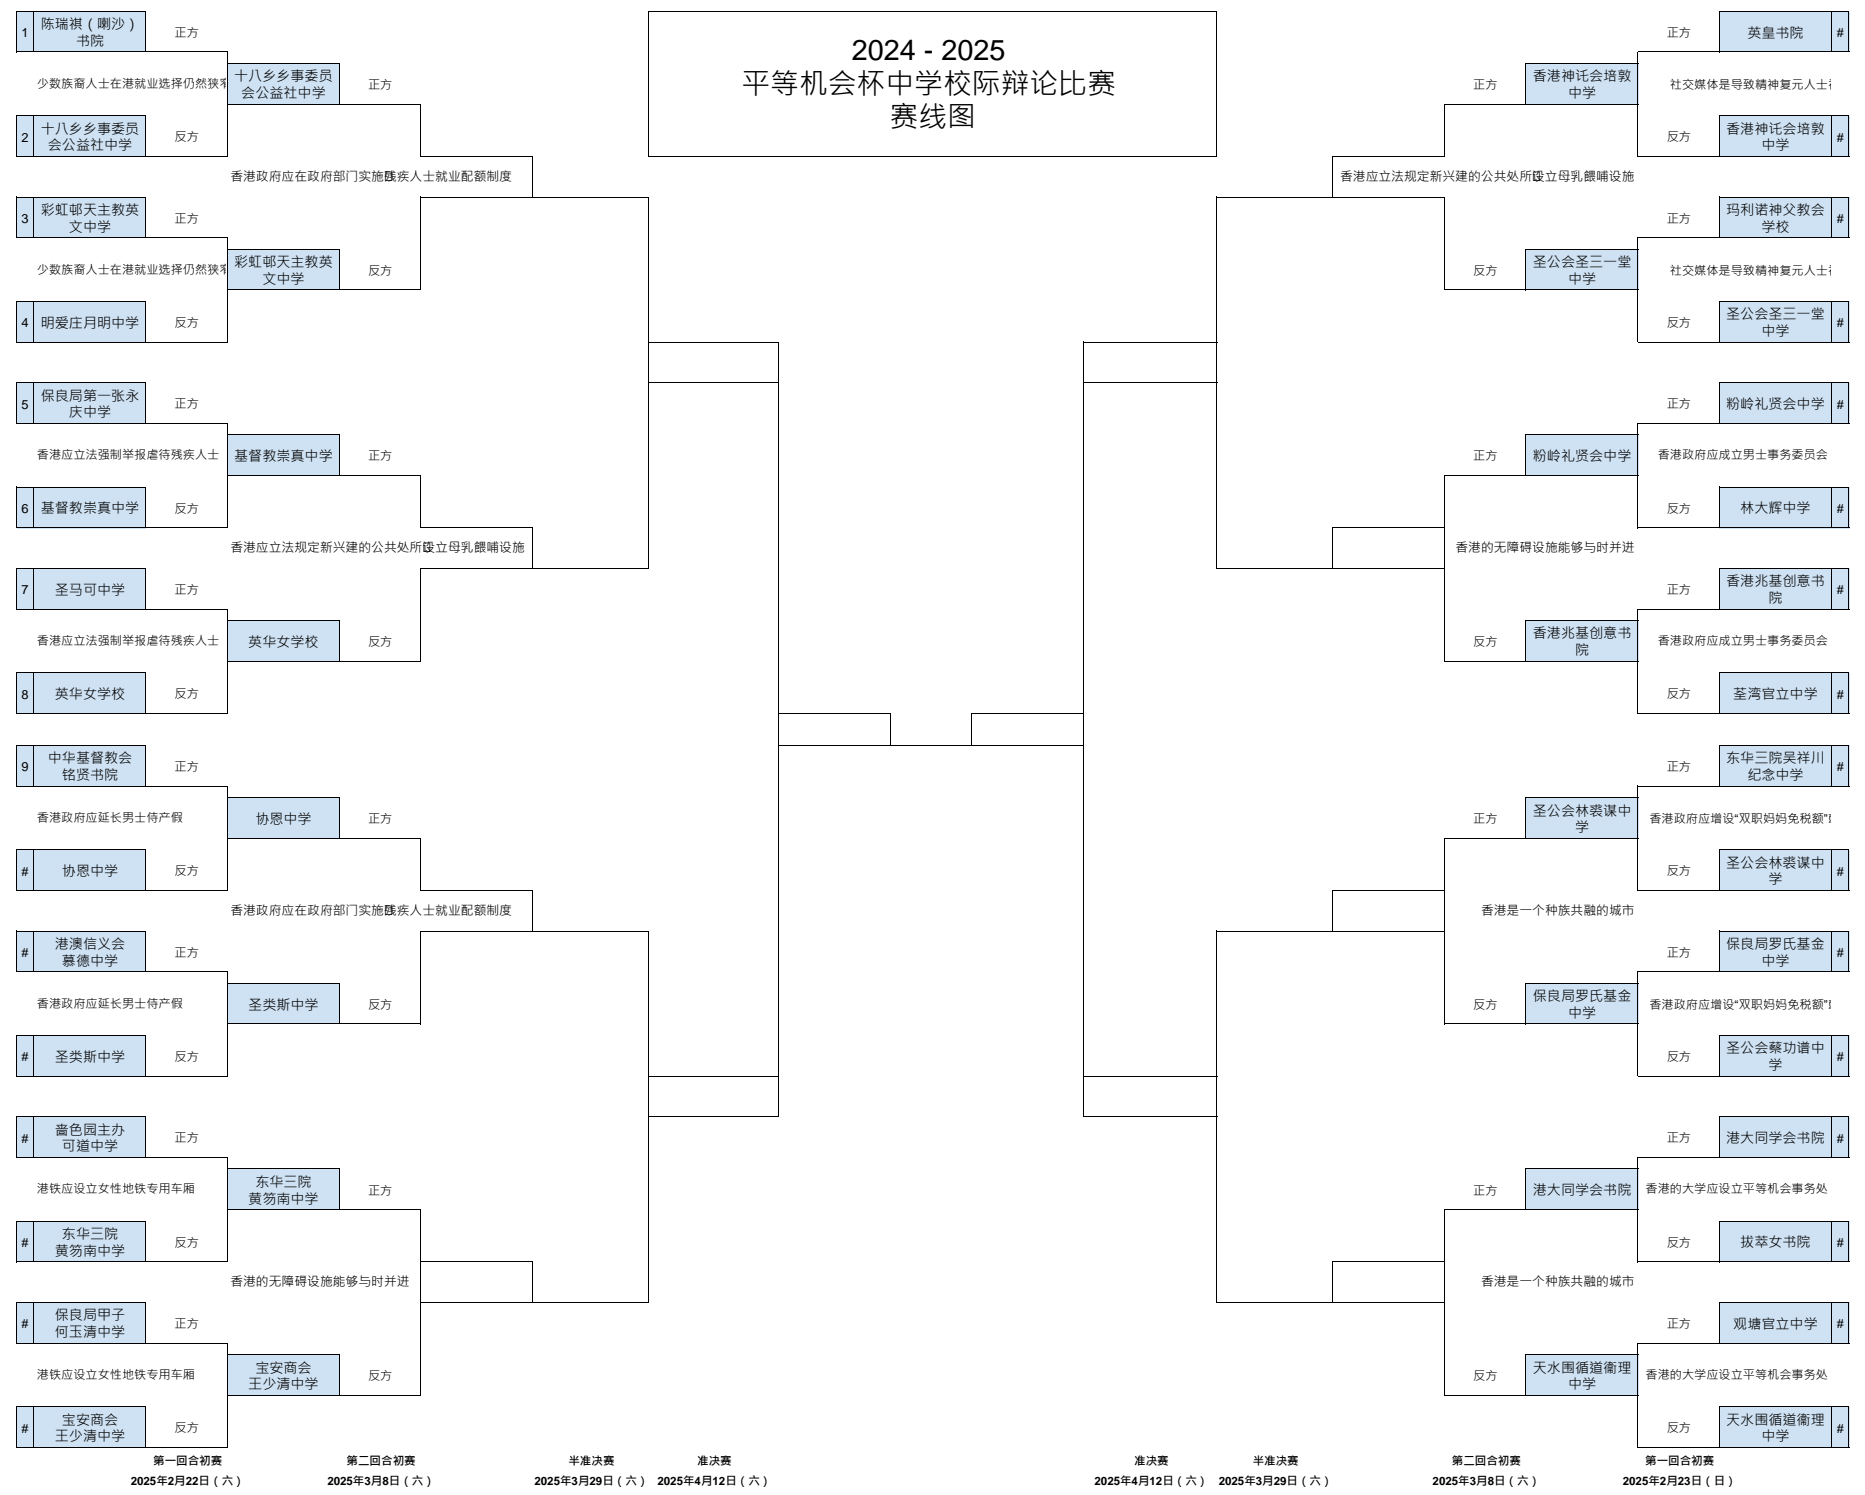 2024 - 2025
平等机会杯中学校际辩论比赛
赛线图
1
陈瑞祺（喇沙）
书院
正方
少数族裔人士在港就业选择仍然狭窄
十八乡乡事委员
会公益社中学
正方
2
十八乡乡事委员
会公益社中学
反方
香港政府应在政府部门实施残疾人士就业配额制度
3
彩虹邨天主教英
文中学
正方
少数族裔人士在港就业选择仍然狭窄
彩虹邨天主教英
文中学
反方
4
明爱庄月明中学
反方
5
保良局第一张永
庆中学
正方
香港应立法强制举报虐待残疾人士
基督教崇真中学
正方
6
基督教崇真中学
反方
香港应立法规定新兴建的公共处所设立母乳餵哺设施
7
圣马可中学
正方
香港应立法强制举报虐待残疾人士
英华女学校
反方
8
英华女学校
反方
9
中华基督教会
铭贤书院
正方
香港政府应延长男士侍产假
协恩中学
正方
#
协恩中学
反方
香港政府应在政府部门实施残疾人士就业配额制度
#
港澳信义会
慕德中学
正方
香港政府应延长男士侍产假
圣类斯中学
反方
#
圣类斯中学
反方
#
啬色园主办
可道中学
正方
港铁应设立女性地铁专用车厢
东华三院
黄笏南中学
正方
#
东华三院
黄笏南中学
反方
香港的无障碍设施能够与时并进
#
保良局甲子
何玉清中学
正方
港铁应设立女性地铁专用车厢
宝安商会
王少清中学
反方
#
宝安商会
王少清中学
反方
正方
英皇书院
#
正方
香港神讬会培敦
中学
社交媒体是导致精神复元人士社
反方
香港神讬会培敦
中学
#
香港应立法规定新兴建的公共处所设立母乳餵哺设施
正方
玛利诺神父教会
学校
#
反方
圣公会圣三一堂
中学
社交媒体是导致精神复元人士社
反方
圣公会圣三一堂
中学
#
正方
粉岭礼贤会中学
#
正方
粉岭礼贤会中学
香港政府应成立男士事务委员会
反方
林大辉中学
#
香港的无障碍设施能够与时并进
正方
香港兆基创意书
院
#
反方
香港兆基创意书
院
香港政府应成立男士事务委员会
反方
荃湾官立中学
#
正方
东华三院吴祥川
纪念中学
#
正方
圣公会林裘谋中
学
香港政府应增设“双职妈妈免税额”
反方
圣公会林裘谋中
学
#
香港是一个种族共融的城市
正方
保良局罗氏基金
中学
#
反方
保良局罗氏基金
中学
香港政府应增设“双职妈妈免税额”
反方
圣公会蔡功谱中
学
#
正方
港大同学会书院
#
正方
港大同学会书院
香港的大学应设立平等机会事务处
反方
拔萃女书院
#
香港是一个种族共融的城市
正方
观塘官立中学
#
反方
天水围循道衞理
中学
香港的大学应设立平等机会事务处
反方
天水围循道衞理
中学
#
第一回合初赛
2025年2月22日（六）
第二回合初赛
2025年3月8日（六）
半准决赛
2025年3月29日（六）
准决赛
2025年4月12日（六）
准决赛
2025年4月12日（六）
半准决赛
2025年3月29日（六）
第二回合初赛
2025年3月8日（六）
第一回合初赛
2025年2月23日（日）